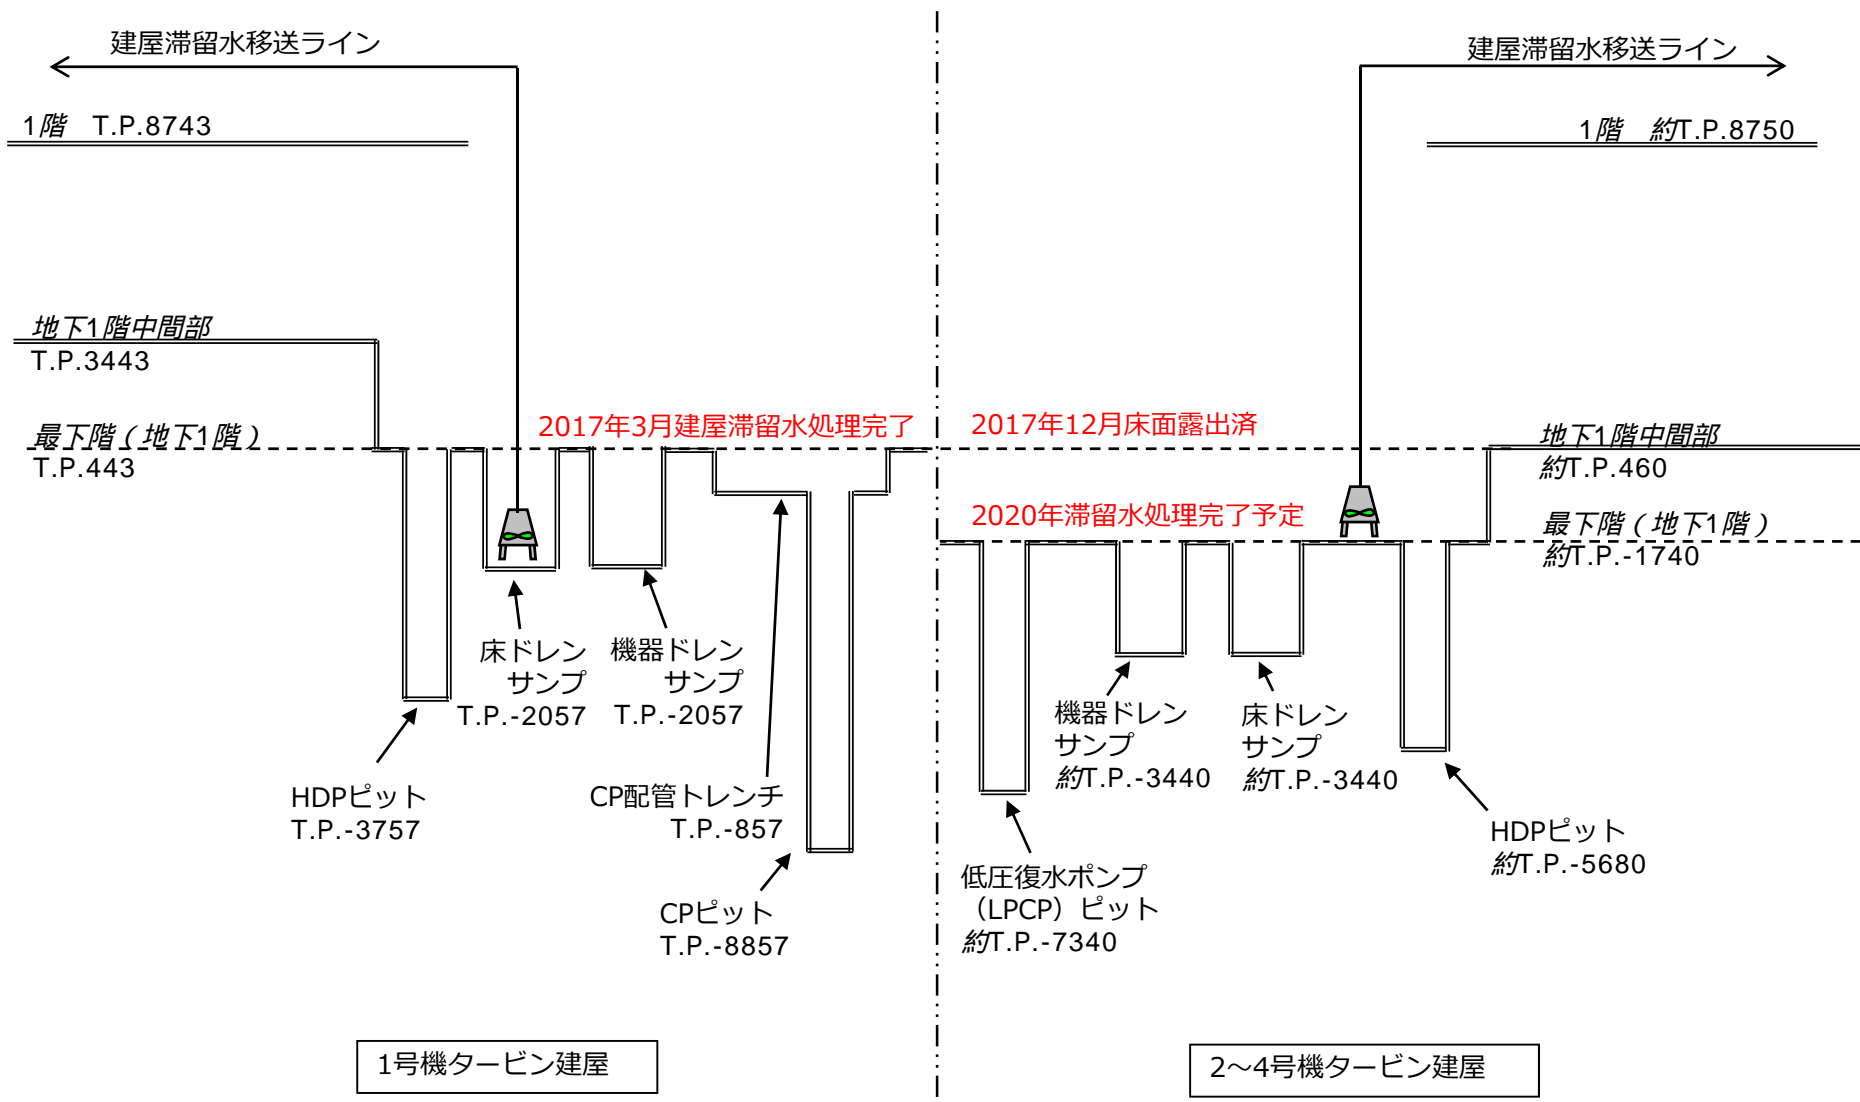 建屋滞留水移送ライン
1階　T.P.8743
地下1階中間部
T.P.3443
2017年3月建屋滞留水処理完了
最下階（地下1階）
T.P.443
床ドレン
サンプ
T.P.-2057
機器ドレン
サンプ
T.P.-2057
HDPピット
T.P.-3757
CP配管トレンチ
T.P.-857
CPピット
T.P.-8857
1号機タービン建屋
建屋滞留水移送ライン
1階　約T.P.8750
2017年12月床面露出済
地下1階中間部
約T.P.460
2020年滞留水処理完了予定
最下階（地下1階）
約T.P.-1740
機器ドレン
サンプ
約T.P.-3440
床ドレン
サンプ
約T.P.-3440
HDPピット
約T.P.-5680
低圧復水ポンプ
（LPCP）ピット
約T.P.-7340
2～4号機タービン建屋